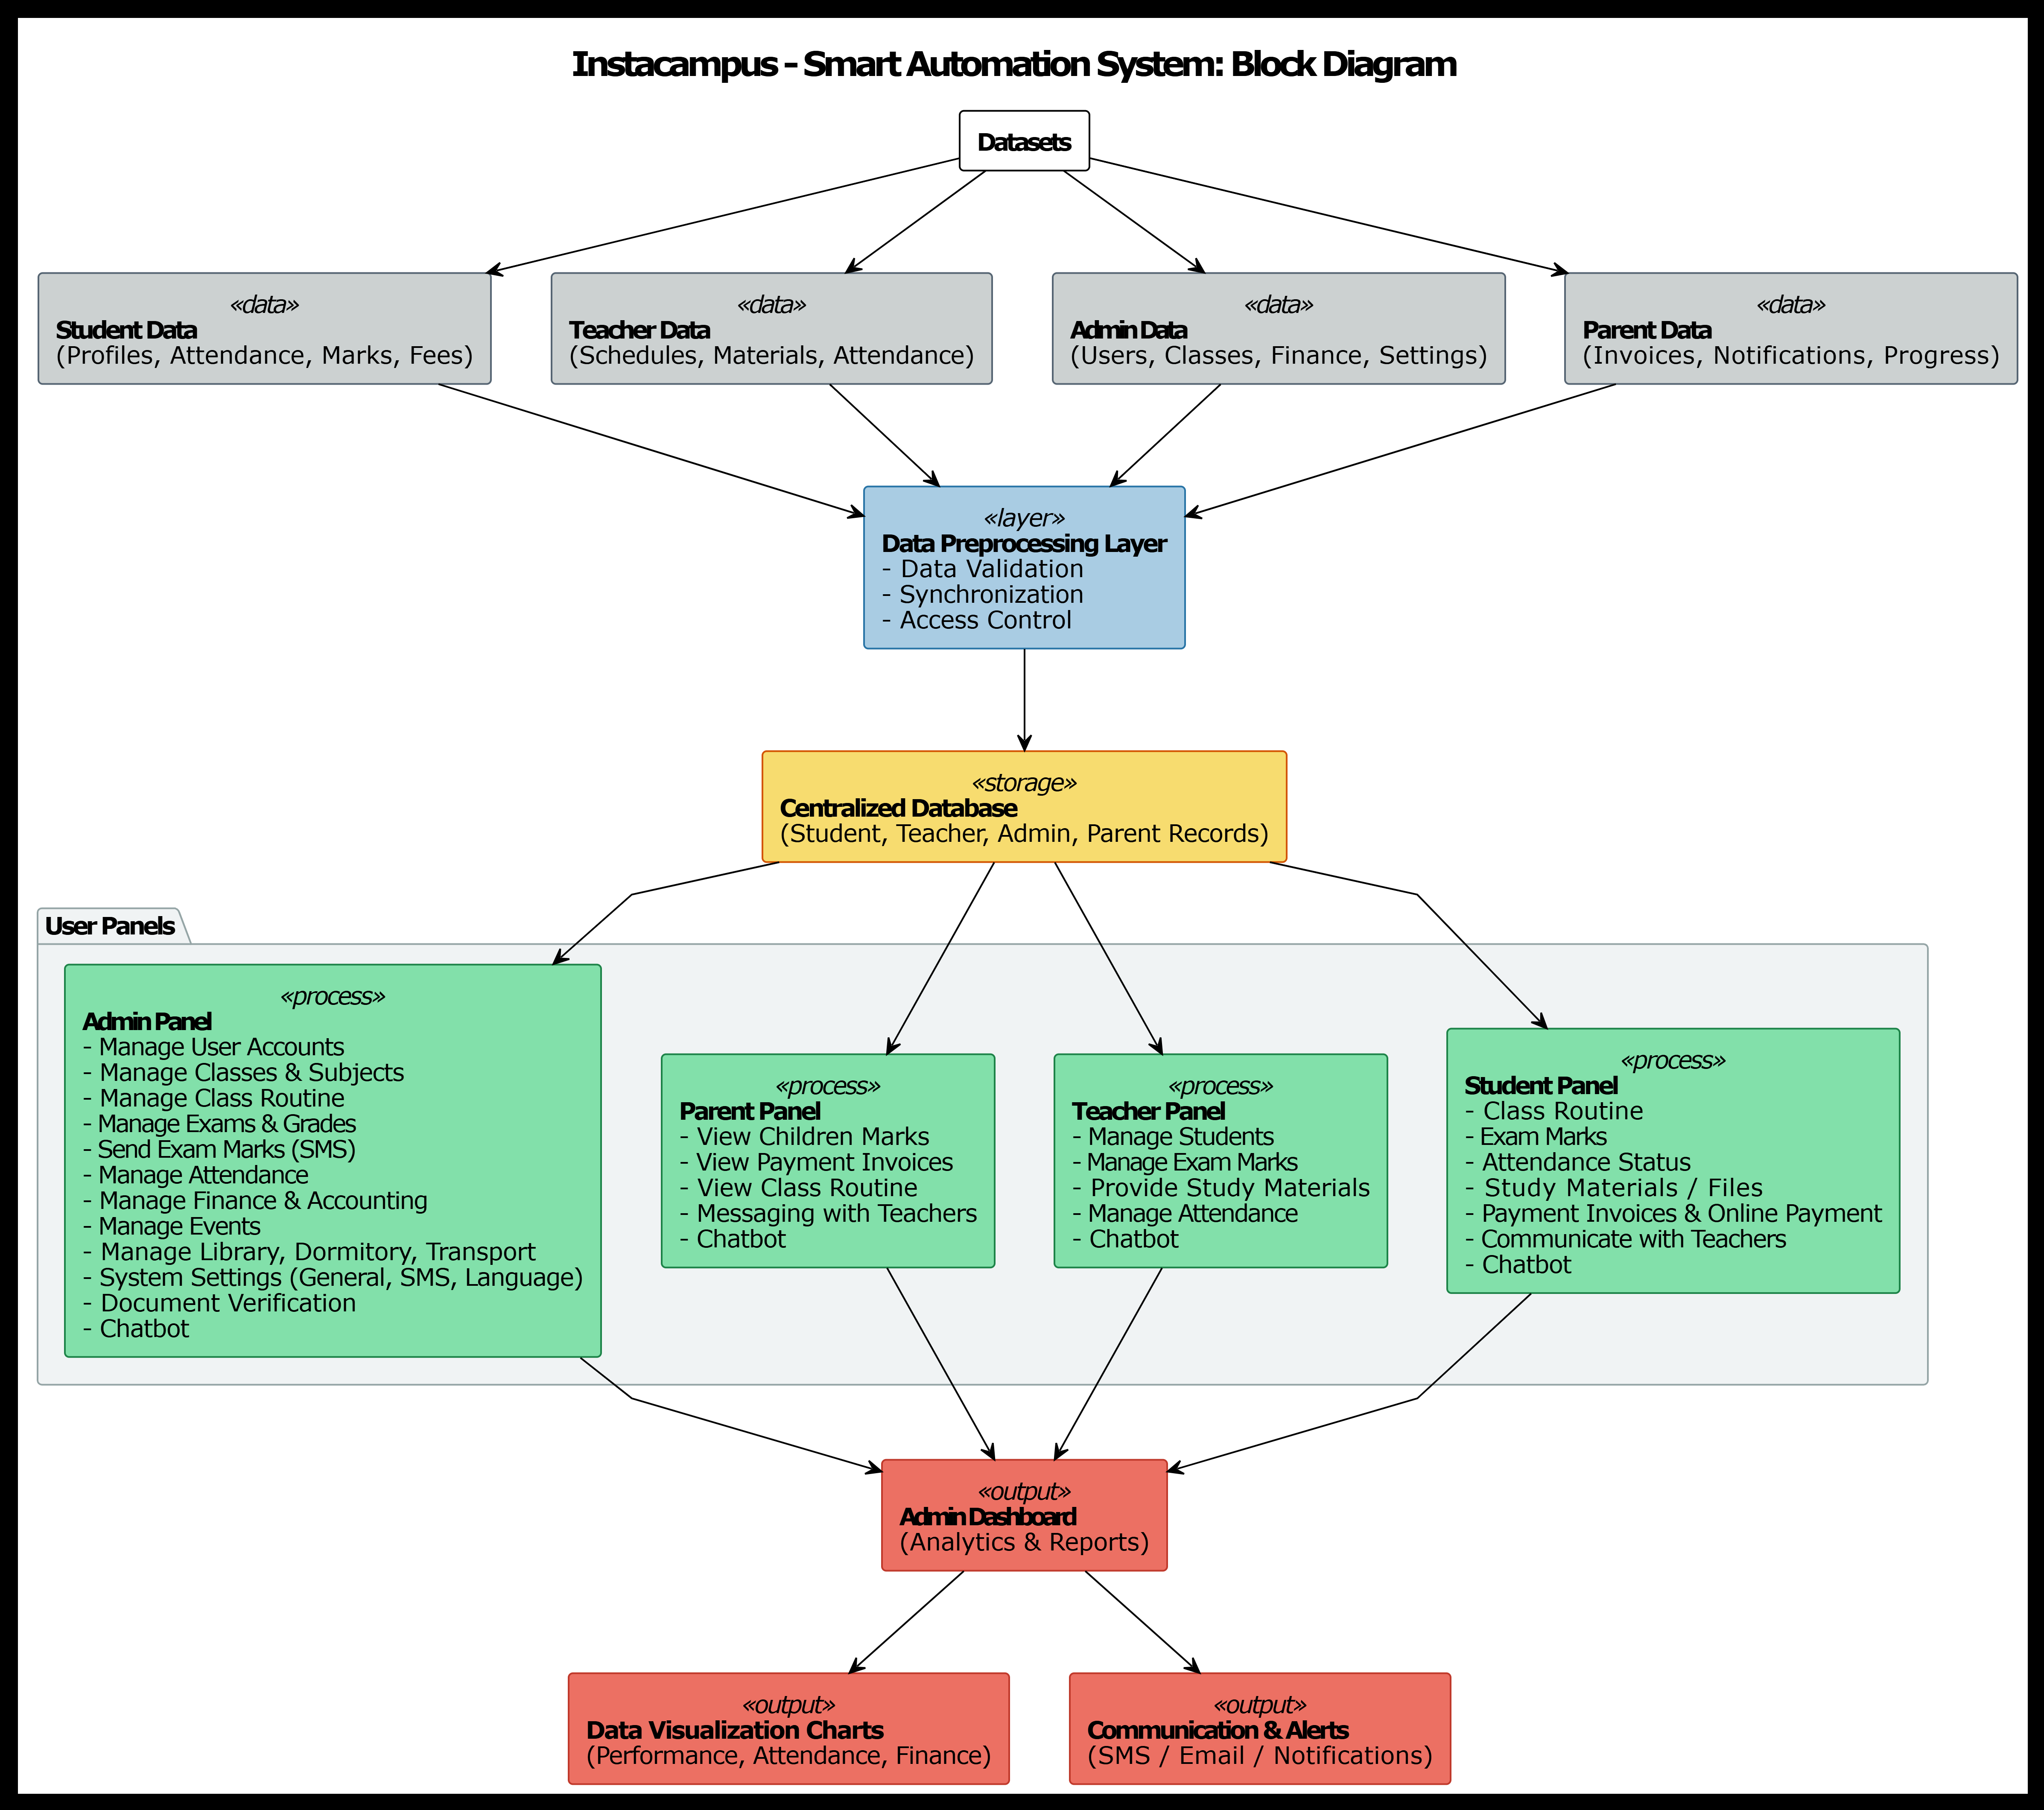 Instacampus - Smart Automation System: Block Diagram
Datasets
«data»
Student Data
(Profiles, Attendance, Marks, Fees)
«data»
Teacher Data
(Schedules, Materials, Attendance)
«data»
Admin Data
(Users, Classes, Finance, Settings)
«data»
Parent Data
(Invoices, Notifications, Progress)
«layer»
Data Preprocessing Layer
- Data Validation
- Synchronization
- Access Control
«storage»
Centralized Database
(Student, Teacher, Admin, Parent Records)
User Panels
«process»
Admin Panel
- Manage User Accounts
- Manage Classes & Subjects
- Manage Class Routine
- Manage Exams & Grades
- Send Exam Marks (SMS)
- Manage Attendance
- Manage Finance & Accounting
- Manage Events
- Manage Library, Dormitory, Transport
- System Settings (General, SMS, Language)
- Document Verification
- Chatbot
«process»
Parent Panel
- View Children Marks
- View Payment Invoices
- View Class Routine
- Messaging with Teachers
- Chatbot
«process»
Teacher Panel
- Manage Students
- Manage Exam Marks
- Provide Study Materials
- Manage Attendance
- Chatbot
«process»
Student Panel
- Class Routine
- Exam Marks
- Attendance Status
- Study Materials / Files
- Payment Invoices & Online Payment
- Communicate with Teachers
- Chatbot
«output»
Admin Dashboard
(Analytics & Reports)
«output»
Data Visualization Charts
(Performance, Attendance, Finance)
«output»
Communication & Alerts
(SMS / Email / Notifications)